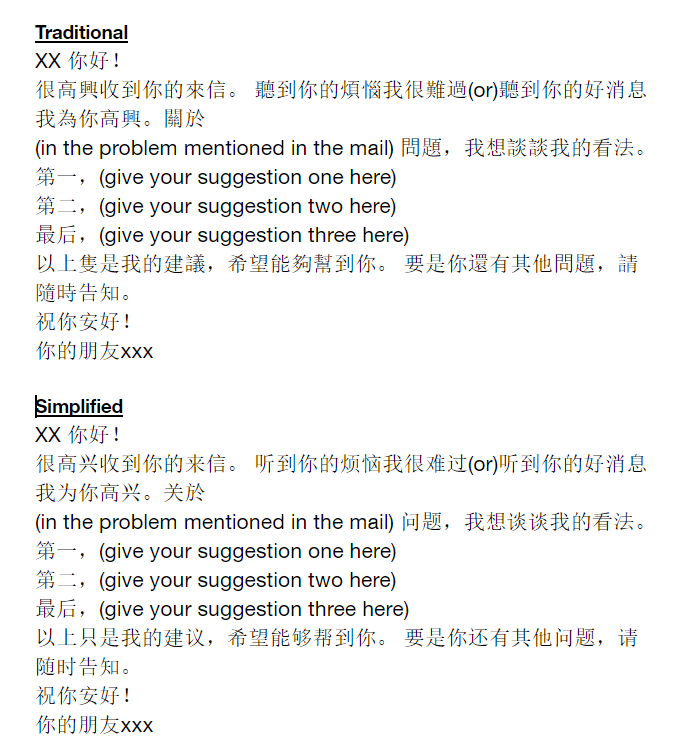 Traditional
XX 你好！
很高興收到你的來信。 聽到你的煩惱我很難過(or)聽到你的好消息
我為你高興。關於
(in the problem mentioned in the mail) 問題，我想談談我的看法。
第一，(give your suggestion one here)
第二，(give your suggestion two here)
最后，(give your suggestion three here)
以上隻是我的建議，希望能夠幫到你。 要是你還有其他問題，請
隨時告知。
祝你安好！
你的朋友xxx
Simplified
XX 你好！
很高兴收到你的来信。 听到你的烦恼我很难过(or)听到你的好消息
我为你高兴。关於
(in the problem mentioned in the mail) 问题，我想谈谈我的看法。
第一，(give your suggestion one here)
第二，(give your suggestion two here)
最后，(give your suggestion three here)
以上只是我的建议，希望能够帮到你。 要是你还有其他问题，请
随时告知。
祝你安好！
你的朋友xxx